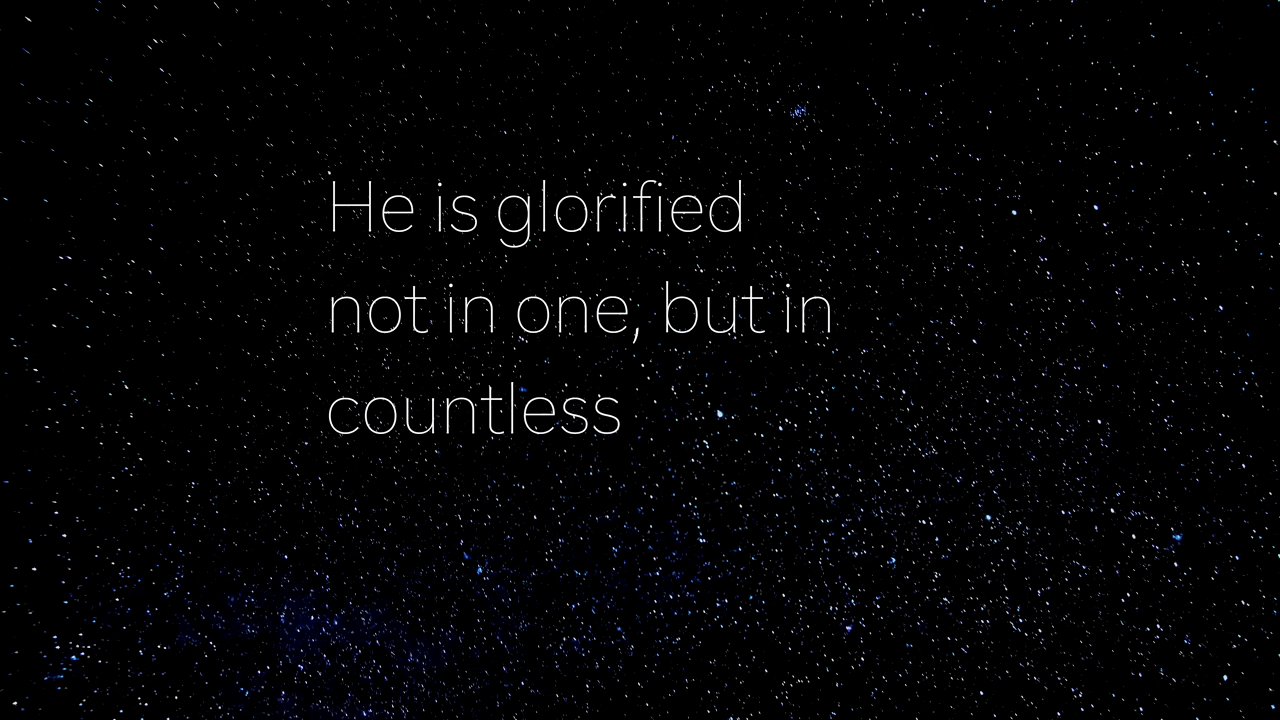 He is glorified
not in one, but in
countless